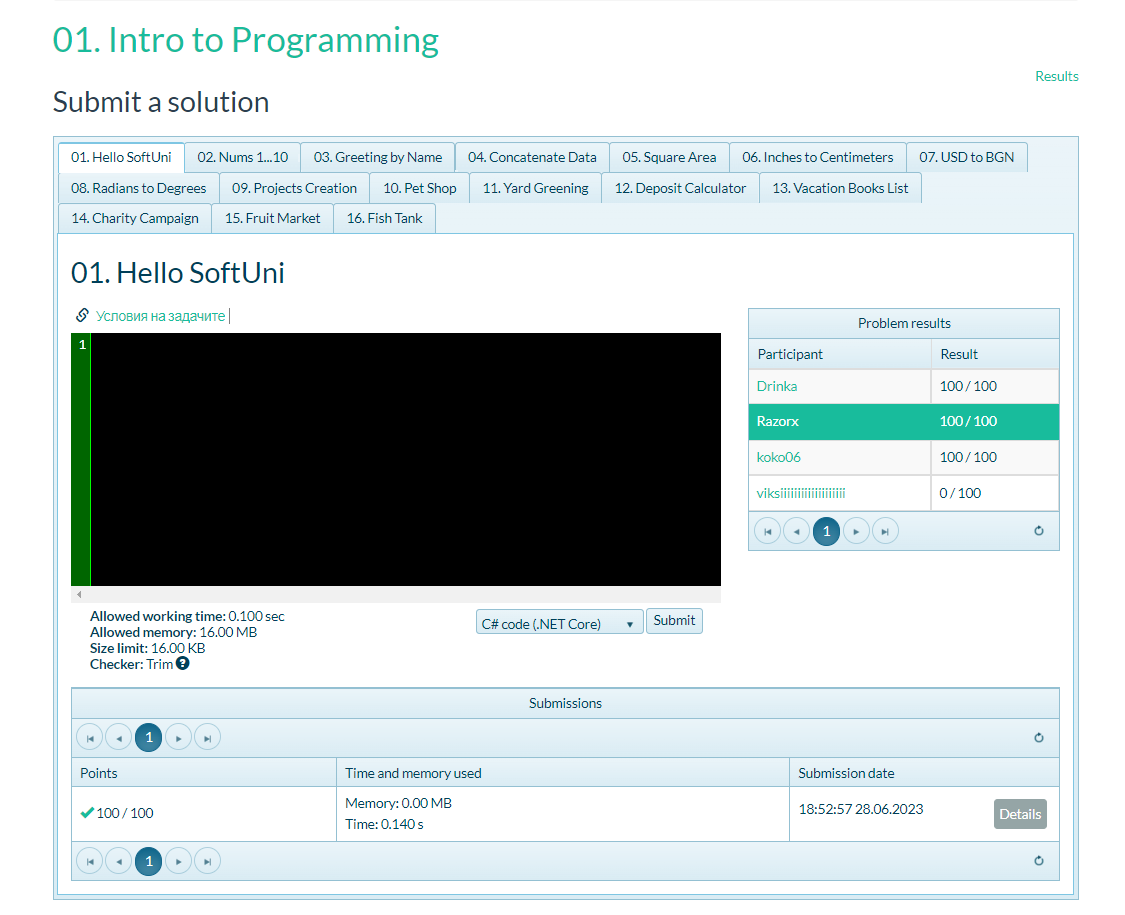 01. Intro to Programming
Results
Submit a solution
01. Hello SoftUni 02. Nums 1...10 03. Greeting by Name 04. Concatenate Data 05. Square Area 06. Inches to Centimeters 07. USD to BGN
08. Radians to Degrees 09. Projects Creation 10. Pet Shop 11. Yard Greening 12. Deposit Calculator 13. Vacation Books List
14. Charity Campaign 15. Fruit Market 16. Fish Tank
01. Hello SoftUni
Условия на задачите |
1
Problem results
Participant Result
Drinka 100 / 100
Razorx 100 / 100
koko06 100 / 100
0 / 100
1
Allowed working time: 0.100 sec
Allowed memory: 16.00 MB
Size limit: 16.00 KB
Checker: Trim ?
C# code (.NET Core) Submit
Submissions
1
Points Time and memory used Submission date
100 / 100 Memory: 0.00 MB 18:52:57 28.06.2023 Details
Time: 0.140 s
1